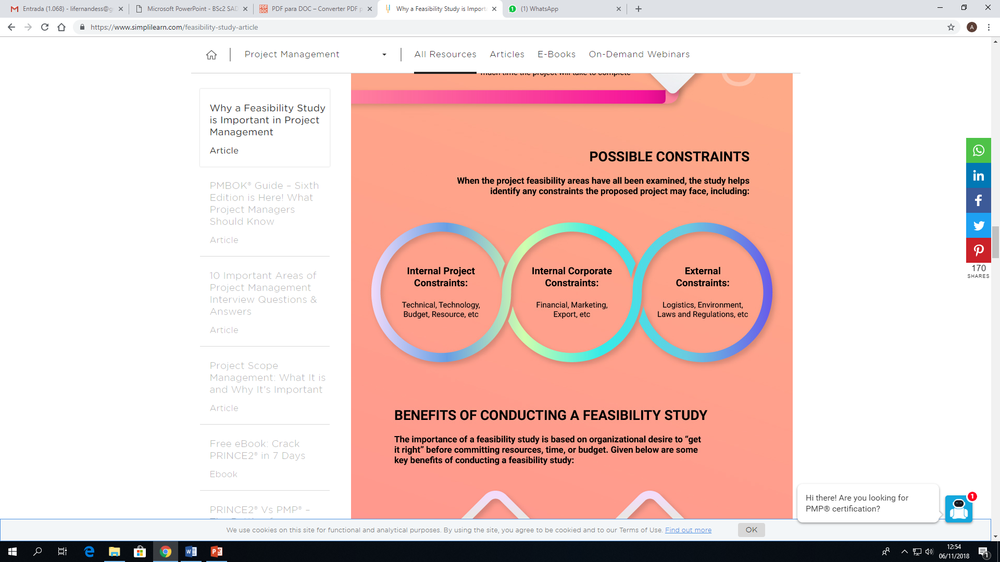 Entrada (1.068) - lifernandess@g
Microsoft PowerPoint - BSc2 SAD
PDF para DOC – Converter PDF p
Why a Feasibility Study is Import
(1) WhatsApp
https://www.simplilearn.com/feasibility-study-article
A
Project Management
All Resources
Articles
E-Books
On-Demand Webinars
much time the project will take to complete
Why a Feasibility Study
is Important in Project
Management
Article
PMBOK® Guide – Sixth
Edition is Here! What
Project Managers
Should Know
Article
10 Important Areas of
Project Management
Interview Questions &
Answers
Article
Project Scope
Management: What It is
and Why It's Important
Article
Free eBook: Crack
PRINCE2® in 7 Days
Ebook
PRINCE2® Vs PMP® –
POSSIBLE CONSTRAINTS
When the project feasibility areas have all been examined, the study helps
identify any constraints the proposed project may face, including:
Internal Project
Constraints:
Technical, Technology,
Budget, Resource, etc
Internal Corporate
Constraints:
Financial, Marketing,
Export, etc
External
Constraints:
Logistics, Environment,
Laws and Regulations, etc
BENEFITS OF CONDUCTING A FEASIBILITY STUDY
The importance of a feasibility study is based on organizational desire to “get
it right” before committing resources, time, or budget. Given below are some
key benefits of conducting a feasibility study:
170
SHARES
Hi there! Are you looking for
PMP® certification?
1
We use cookies on this site for functional and analytical purposes. By using the site, you agree to be cookied and to our Terms of Use. Find out more
OK
12:54
06/11/2018
1